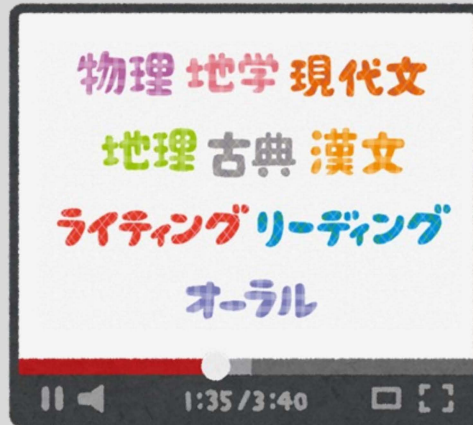 物理 地学 現代文
地理 古典 漢文
ライティング リーディング
オーラル
1:35/3:40